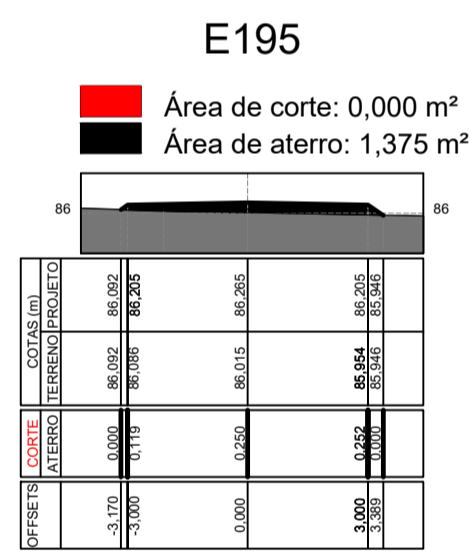 E195
Área de corte: 0,000 m²
Área de aterro: 1,375 m²
86
86
COTAS (m)
PROJETO
86,092
86,205
86,265
86,205
85,946
TERRENO
86,092
86,086
86,015
85,954
85,946
CORTE
ATERRO
0,000
0,119
0,250
0,252
0,000
OFFSETS
-3,170
-3,000
0,000
3,000
3,389